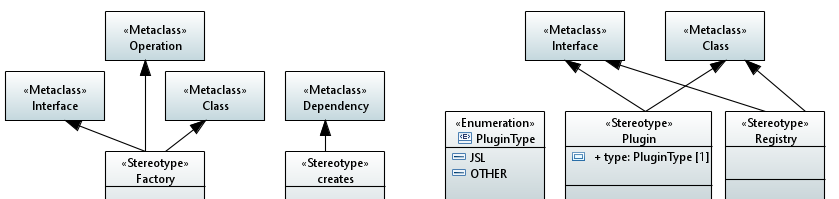 «Metaclass»
Operation
«Metaclass»
Interface
«Metaclass»
Class
«Metaclass»
Dependency
«Stereotype»
Factory
«Stereotype»
creates
«Metaclass»
Interface
«Metaclass»
Class
«Enumeration»
PluginType
JSL
OTHER
«Stereotype»
Plugin
+ type: PluginType [1]
«Stereotype»
Registry